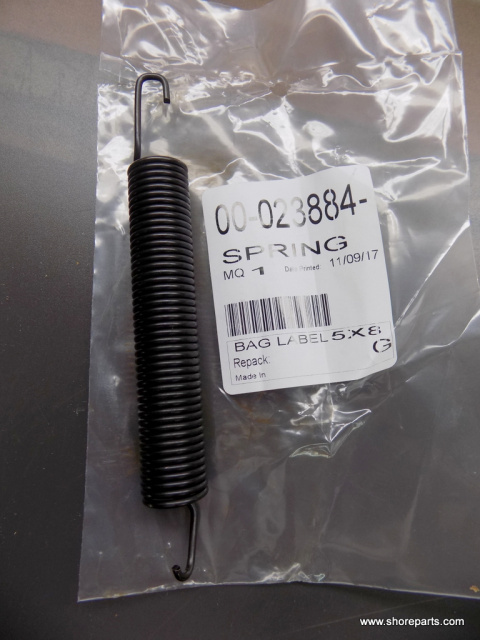 00-023884-
SPRING
MQ 1 Date Printed: 11/09/17
BAG LABEL 5X8 G
Repack:
Made in:
www.shoreparts.com